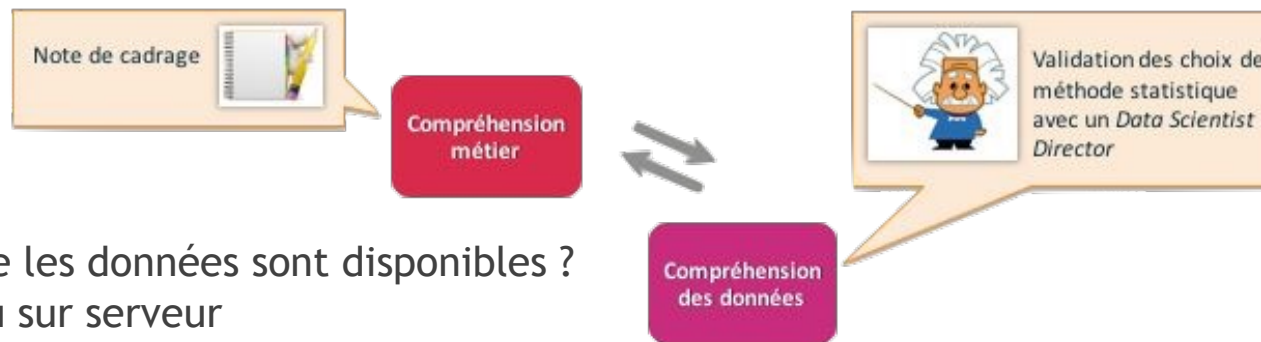 Note de cadrage
Compréhension
métier
Validation des choix de
méthode statistique
avec un Data Scientist
Director
les données sont disponibles ?
sur serveur
Compréhension
des données